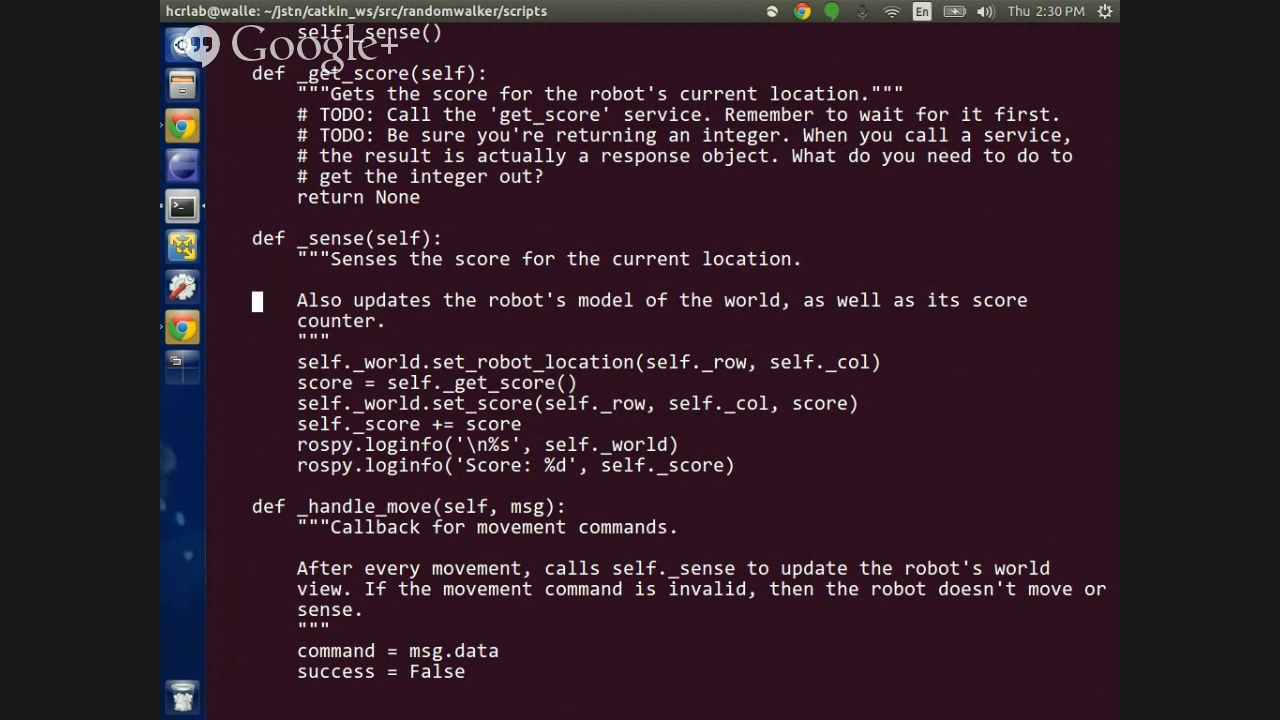 hcrlab@walle: ~/jstn/catkin_ws/src/randomwalker/scripts
En
Thu 2:30 PM
Google+
self._sense()
def _get_score(self):
"""Gets the score for the robot's current location."""
# TODO: Call the 'get_score' service. Remember to wait for it first.
# TODO: Be sure you're returning an integer. When you call a service,
# the result is actually a response object. What do you need to do to
# get the integer out?
return None
def _sense(self):
"""Senses the score for the current location.
Also updates the robot's model of the world, as well as its score
counter.
"""
self._world.set_robot_location(self._row, self._col)
score = self._get_score()
self._world.set_score(self._row, self._col, score)
self._score += score
rospy.loginfo('\n%s', self._world)
rospy.loginfo('Score: %d', self._score)
def _handle_move(self, msg):
"""Callback for movement commands.
After every movement, calls self._sense to update the robot's world
view. If the movement command is invalid, then the robot doesn't move or
sense.
"""
command = msg.data
success = False